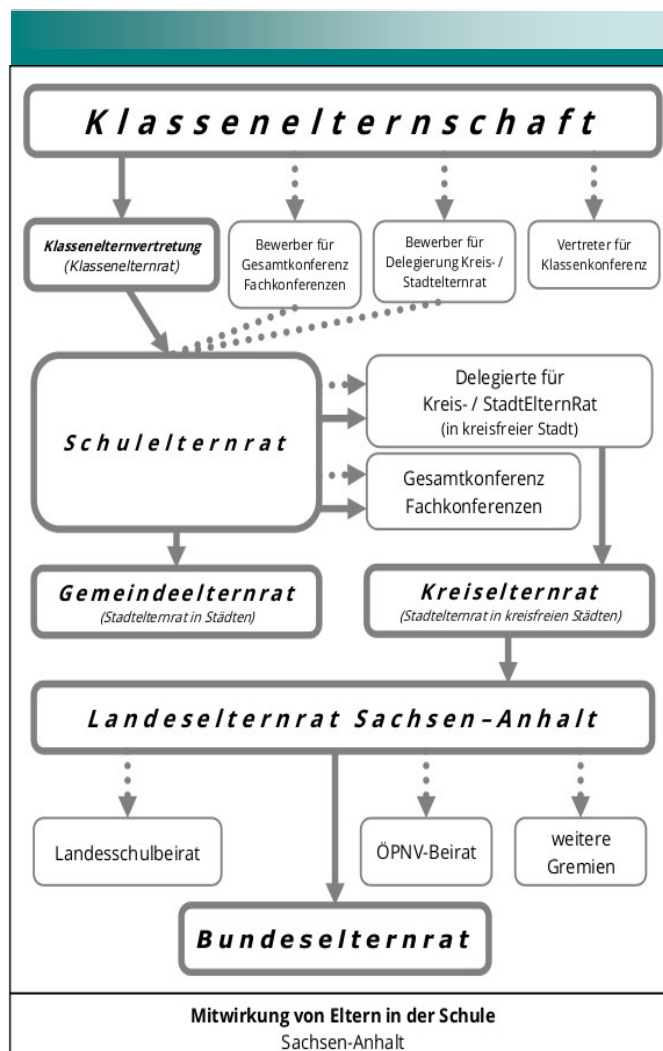 Klassenelternschaft
Klassenelternvertretung
(Klassenelternrat)
Bewerber für
Gesamtkonferenz
Fachkonferenzen
Bewerber für
Delegierung Kreis- /
Stadtelternrat
Vertreter für
Klassenkonferenz
Schulelternrat
Delegierte für
Kreis- / StadtElternRat
(in kreisfreier Stadt)
Gesamtkonferenz
Fachkonferenzen
Gemeindeelternrat
(Stadtelternrat in Städten)
Kreiselternrat
(Stadtelternrat in kreisfreien Städten)
Landeselternrat Sachsen–Anhalt
Landesschulbeirat
ÖPNV-Beirat
weitere
Gremien
Bundeselternrat
Mitwirkung von Eltern in der Schule
Sachsen-Anhalt